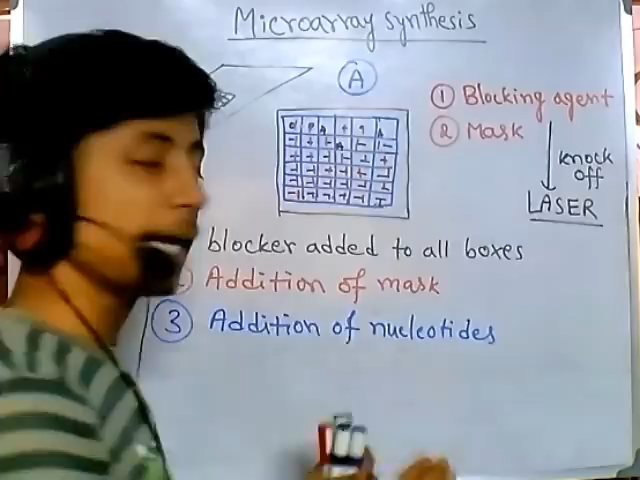 Microarray synthesis
A
① Blocking agent
② Mask
knock
off
LASER
blocker added to all boxes
Addition of mask
③ Addition of nucleotides